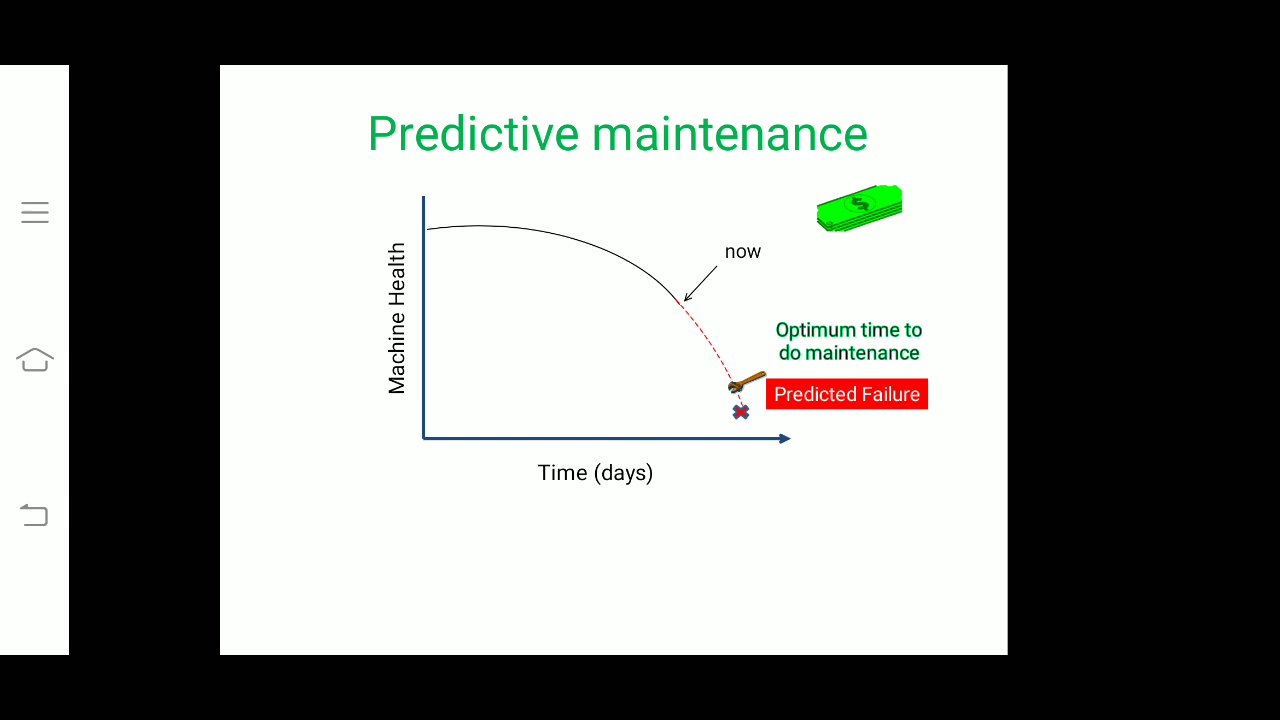 Predictive maintenance
now
Machine Health
Optimum time to
do maintenance
Predicted Failure
Time (days)